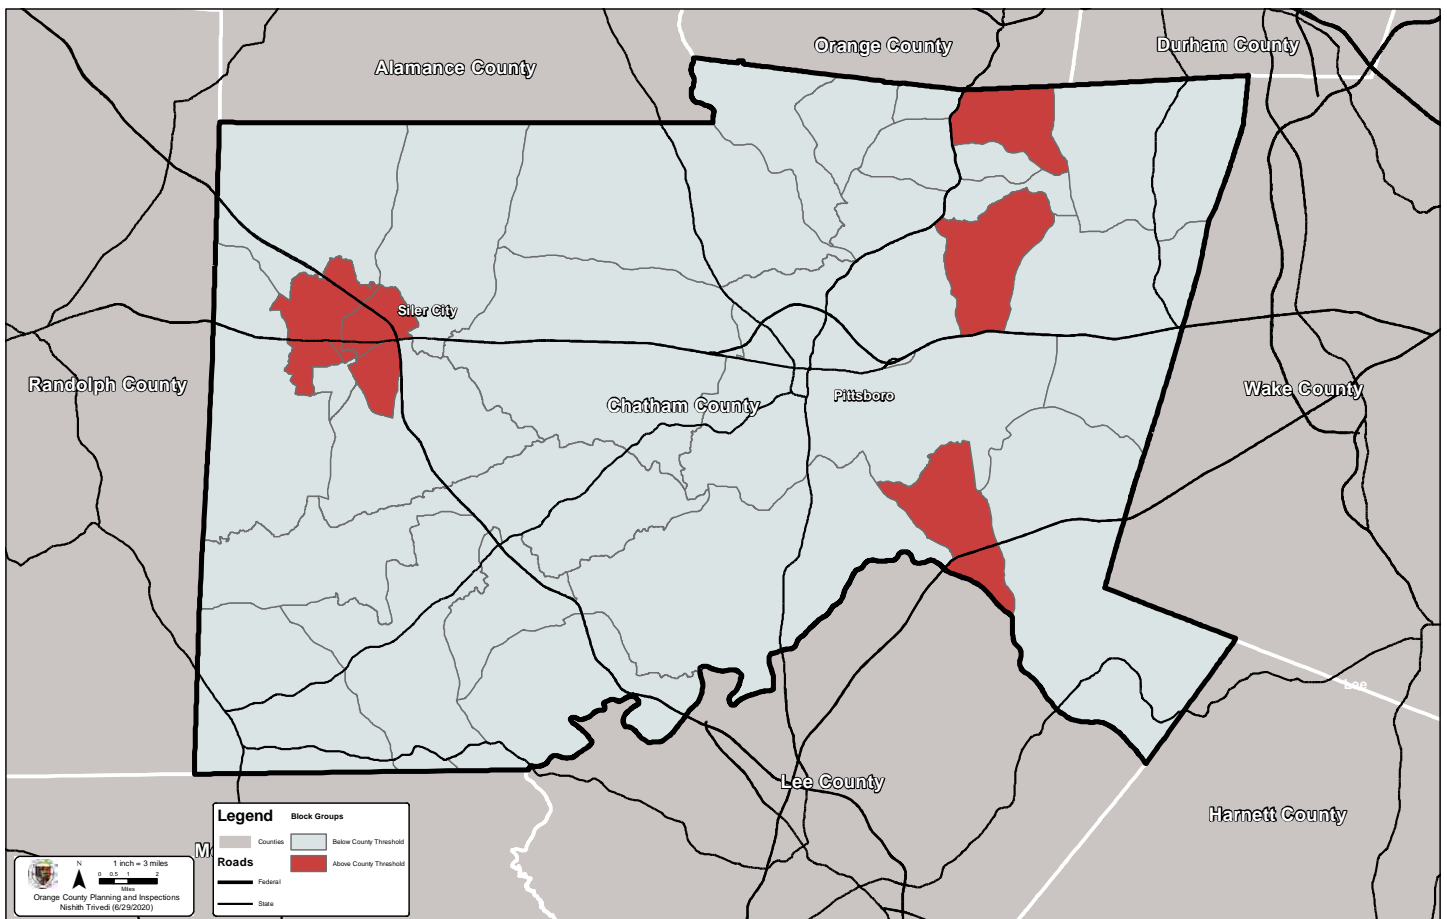 Orange County
Durham County
Alamance County
Siler City
Randolph County
Chatham County
Pittsboro
Wake County
Lee
Lee County
Harnett County
Mo
Legend
Block Groups
Counties
Below County Threshold
Roads
Above County Threshold
Federal
State
N
1 inch = 3 miles
0 0.5 1 2
Miles
Orange County Planning and Inspections
Nishith Trivedi (6/29/2020)